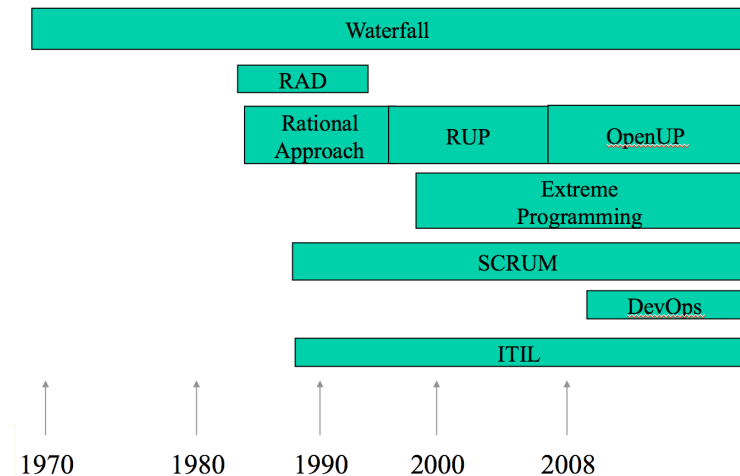 Waterfall
RAD
Rational
Approach
RUP
OpenUP
Extreme
Programming
SCRUM
DevOps
ITIL
1970
1980
1990
2000
2008